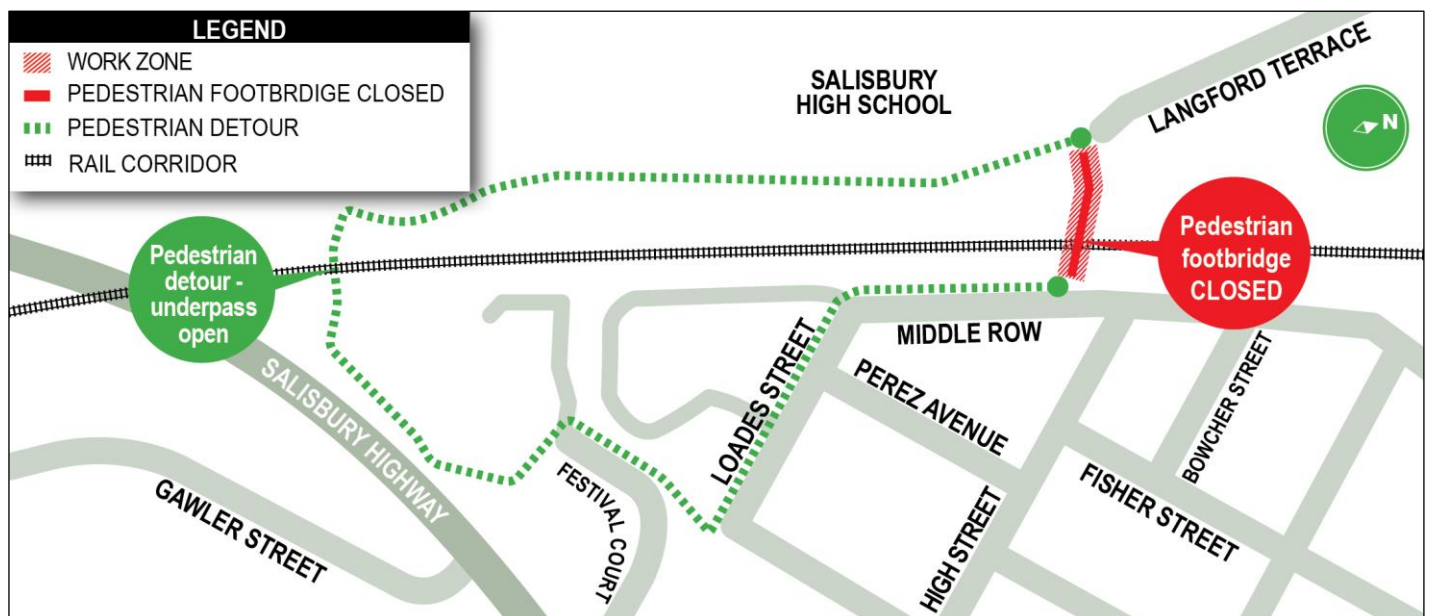 LEGEND
WORK ZONE
PEDESTRIAN FOOTBRDIGE CLOSED
PEDESTRIAN DETOUR
RAIL CORRIDOR
SALISBURY
HIGH SCHOOL
LANGFORD TERRACE
N
Pedestrian
detour -
underpass
open
Pedestrian
footbridge
CLOSED
MIDDLE ROW
SALISBURY HIGHWAY
LOADES STREET
PEREZ AVENUE
BOWCHER STREET
GAWLER STREET
FESTIVAL COURT
HIGH STREET
FISHER STREET